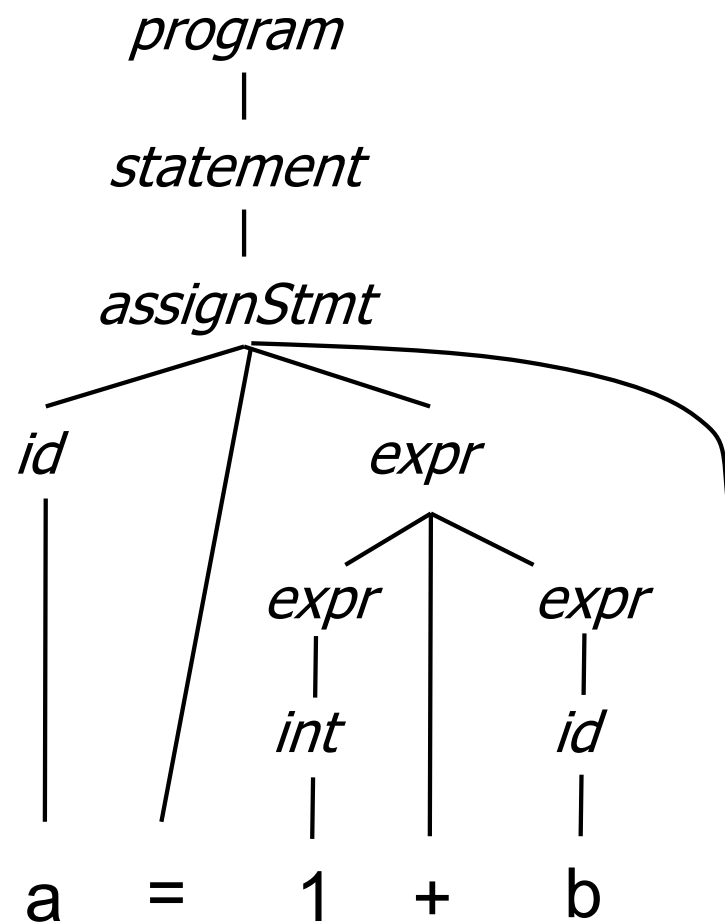 program
statement
assignStmt
id expr
expr expr
int id
a = 1 + b